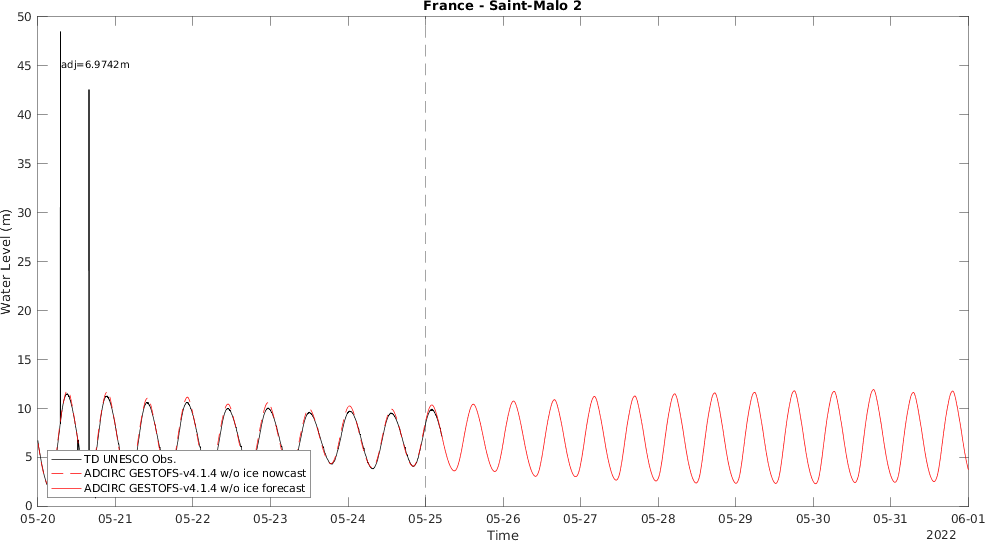 France - Saint-Malo 2
50
45
40
35
30
25
20
15
10
5
0
Water Level (m)
adj=6.9742m
TD UNESCO Obs.
ADCIRC GESTOFS-v4.1.4 w/o ice nowcast
ADCIRC GESTOFS-v4.1.4 w/o ice forecast
05-20 05-21 05-22 05-23 05-24 05-25 05-26 05-27 05-28 05-29 05-30 05-31 06-01
Time
2022